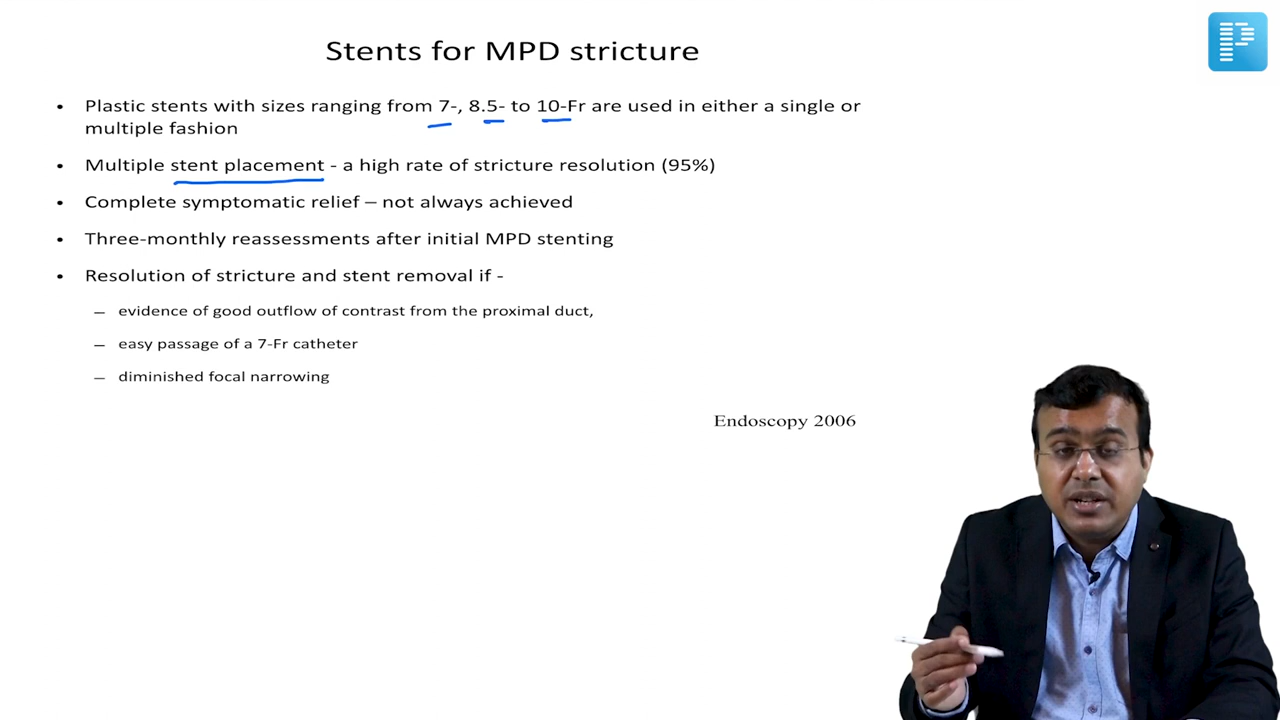 Stents for MPD stricture
• Plastic stents with sizes ranging from 7-, 8.5- to 10-Fr are used in either a single or
multiple fashion
• Multiple stent placement - a high rate of stricture resolution (95%)
• Complete symptomatic relief – not always achieved
• Three-monthly reassessments after initial MPD stenting
• Resolution of stricture and stent removal if -
– evidence of good outflow of contrast from the proximal duct,
– easy passage of a 7-Fr catheter
– diminished focal narrowing
Endoscopy 2006